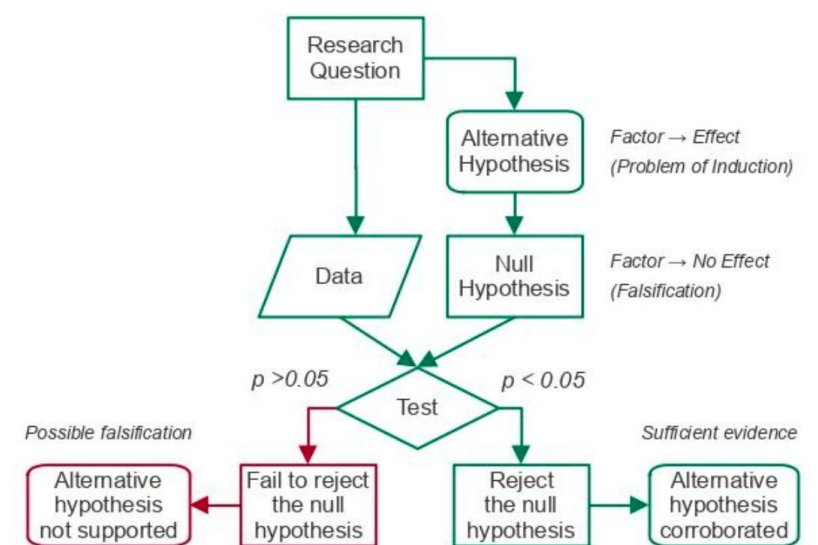 Research
Question
Alternative
Hypothesis
Factor → Effect
(Problem of Induction)
Data
Null
Hypothesis
Factor → No Effect
(Falsification)
p >0.05
p < 0.05
Test
Possible falsification
Sufficient evidence
Alternative
hypothesis
not supported
Fail to reject
the null
hypothesis
Reject
the null
hypothesis
Alternative
hypothesis
corroborated